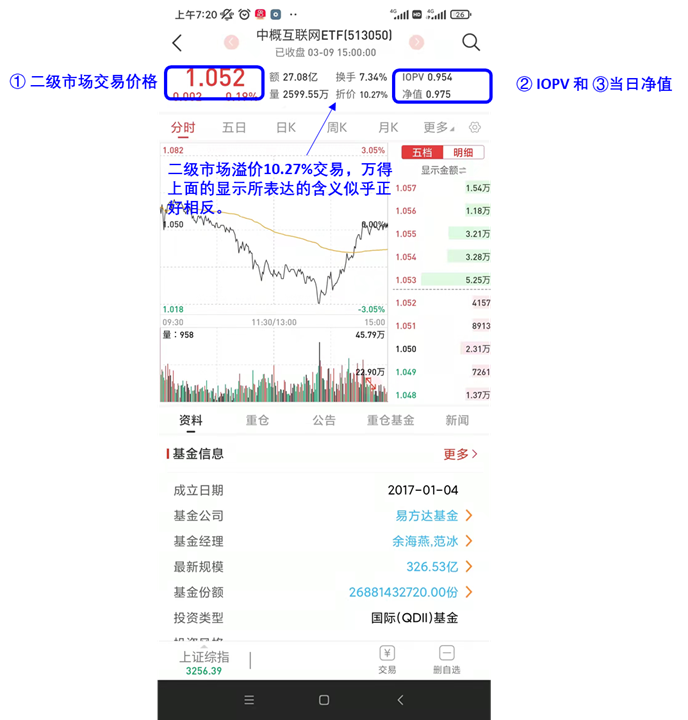 上午7:20
4G
HD
4G
26
中概互联网ETF(513050)
已收盘 03-09 15:00:00
① 二级市场交易价格
1.052
0.002 0.19%
额 27.08亿 换手 7.34%
量 2599.55万 折价 10.27%
IOPV 0.954
净值 0.975
② IOPV 和 ③当日净值
分时 五日 日K 周K 月K 更多
1.082 3.05%
二级市场溢价10.27%交易，万得
上面的显示所表达的含义似乎正
好相反。
1.050 0.00%
1.018 -3.05%
09:30 11:30/13:00 15:00
量：958 45.79万
22.90万
五档 明细
显示金额
1.057 1.54万
1.056 1.18万
1.055 3.21万
1.054 3.28万
1.053 5.25万
1.052 4157
1.051 8913
1.050 2.31万
1.049 7261
1.048 1.37万
资料 重仓 公告 重仓基金 新闻
基金信息 更多
成立日期 2017-01-04
基金公司 易方达基金
基金经理 余海燕,范冰
最新规模 326.53亿
基金份额 26881432720.00份
投资类型 国际(QDII)基金
上证综指
3256.39
交易 删自选